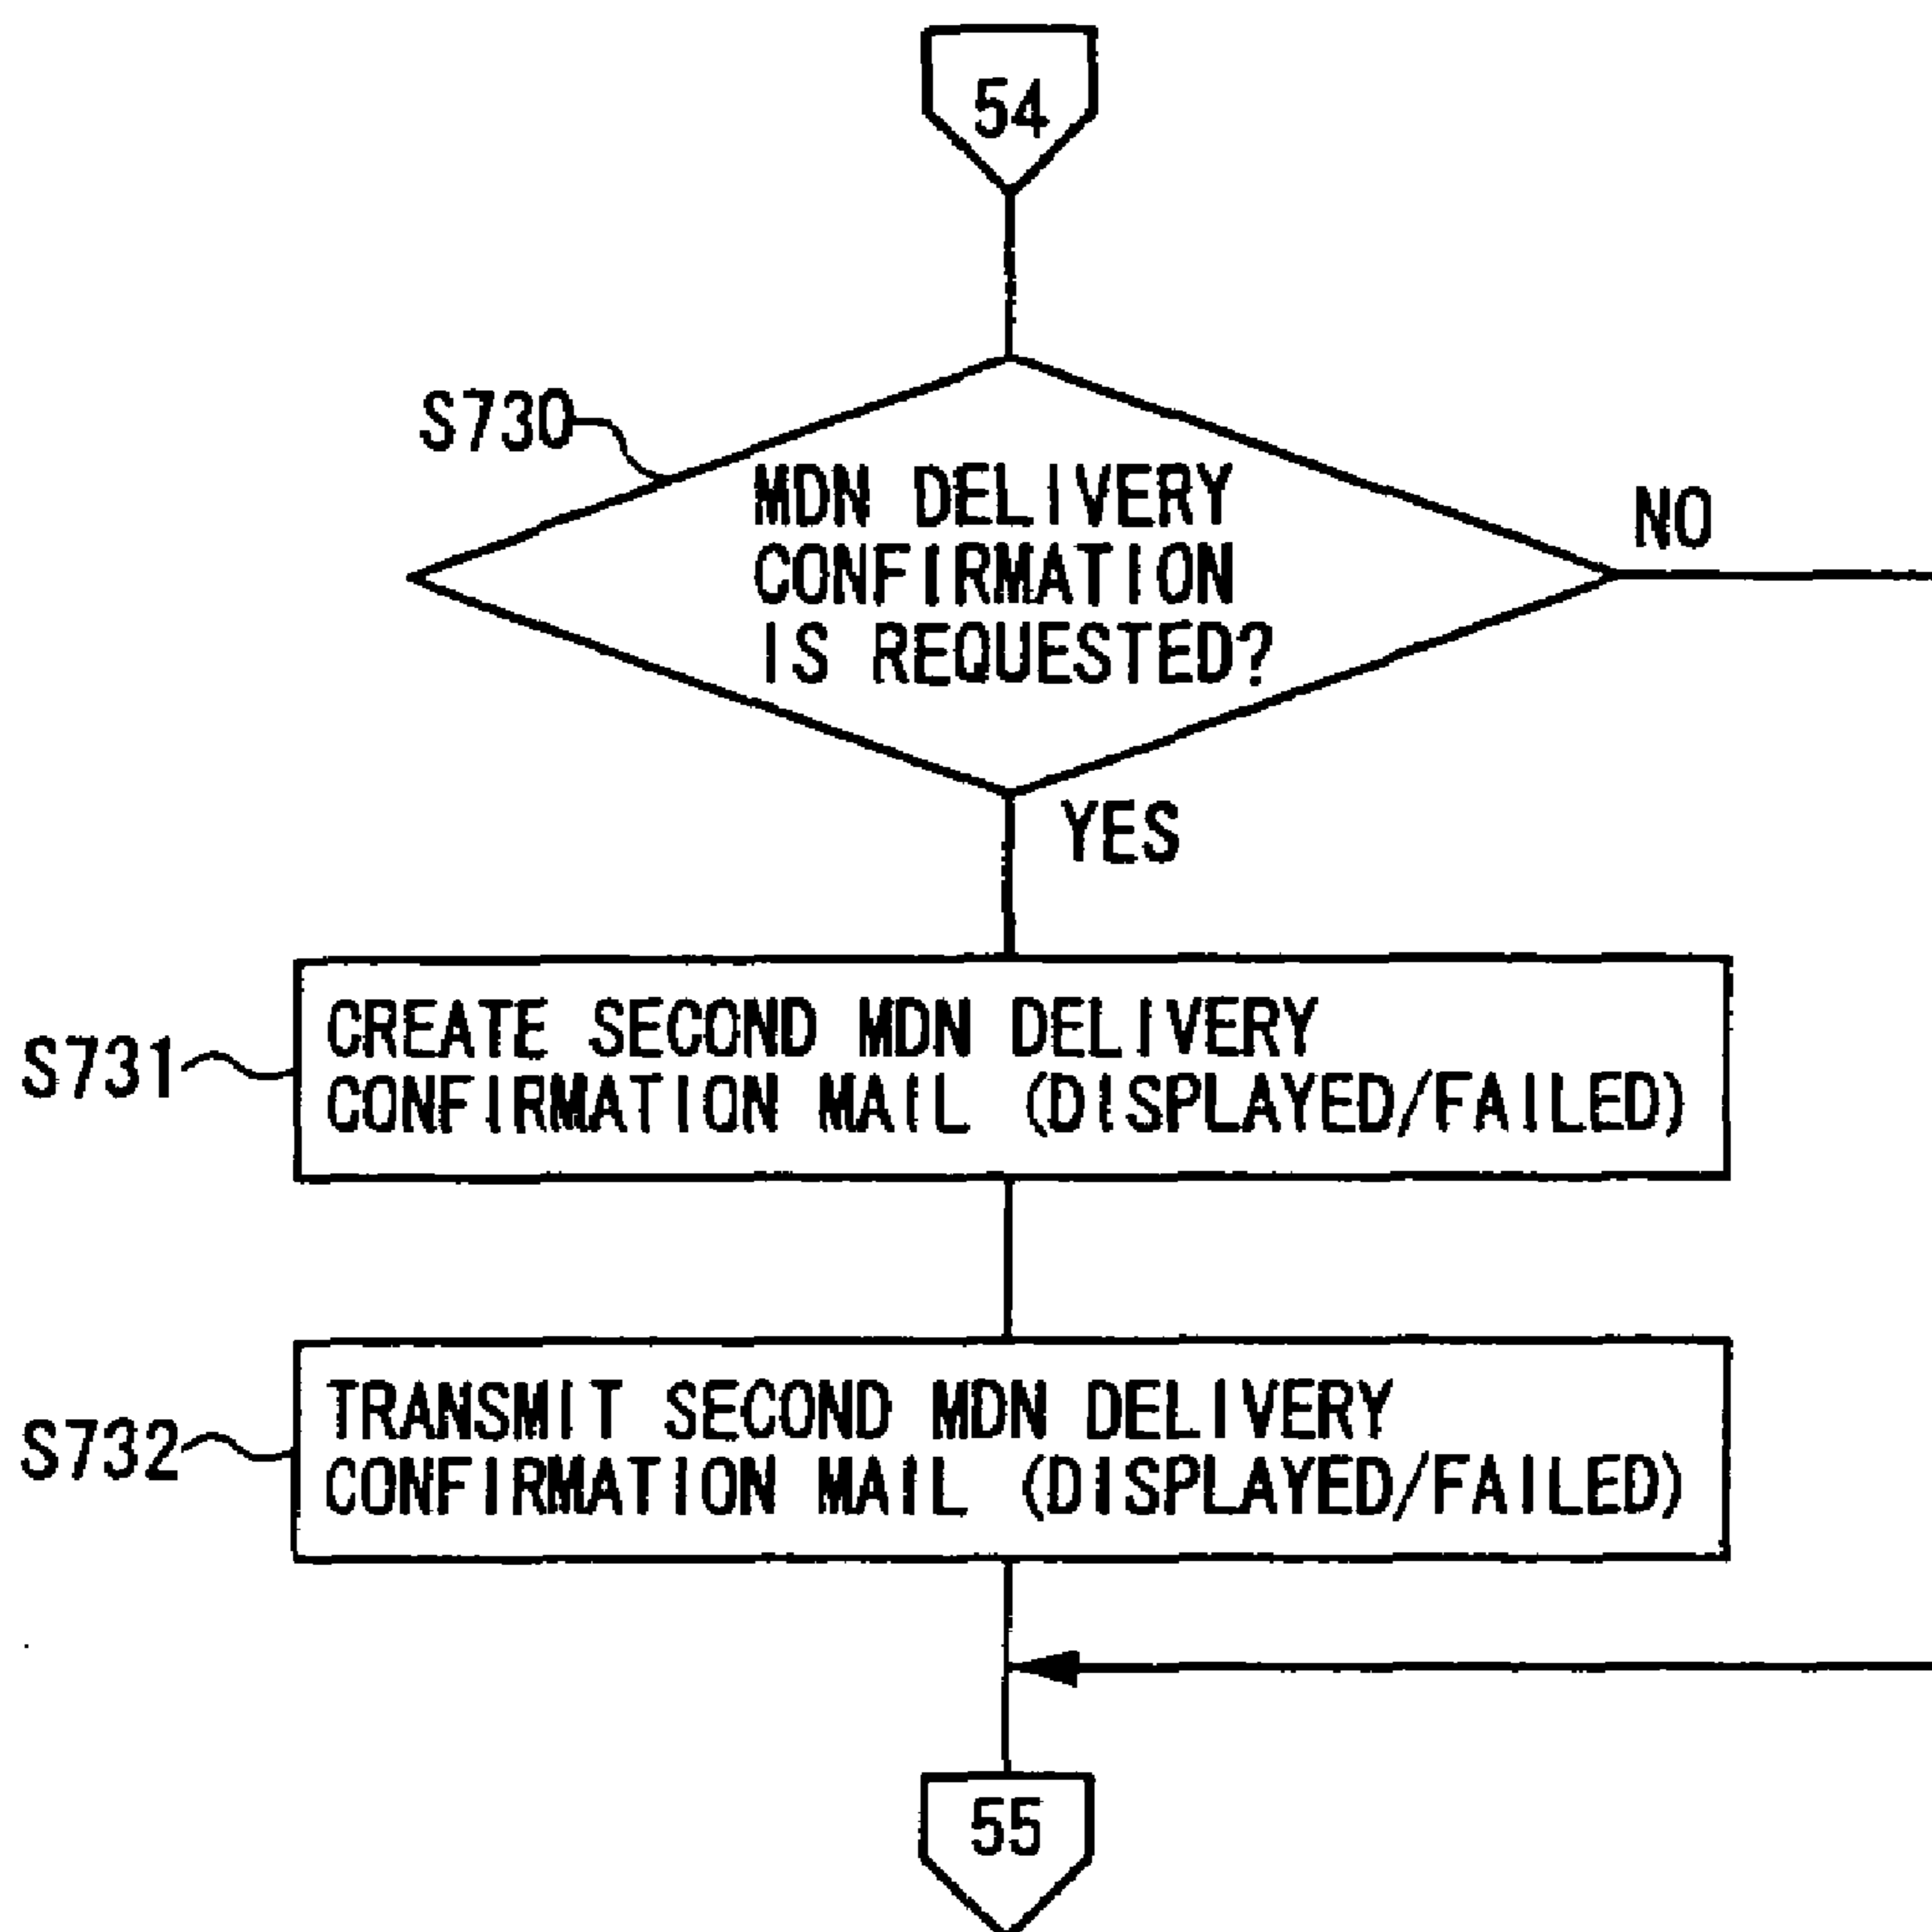 54
S730
MDN DELIVERY
CONFIRMATION
IS REQUESTED?
NO
YES
S731
CREATE SECOND MDN DELIVERY
CONFIRMATION MAIL (DISPLAYED/FAILED)
S732
TRANSMIT SECOND MDN DELIVERY
CONFIRMATION MAIL (DISPLAYED/FAILED)
55